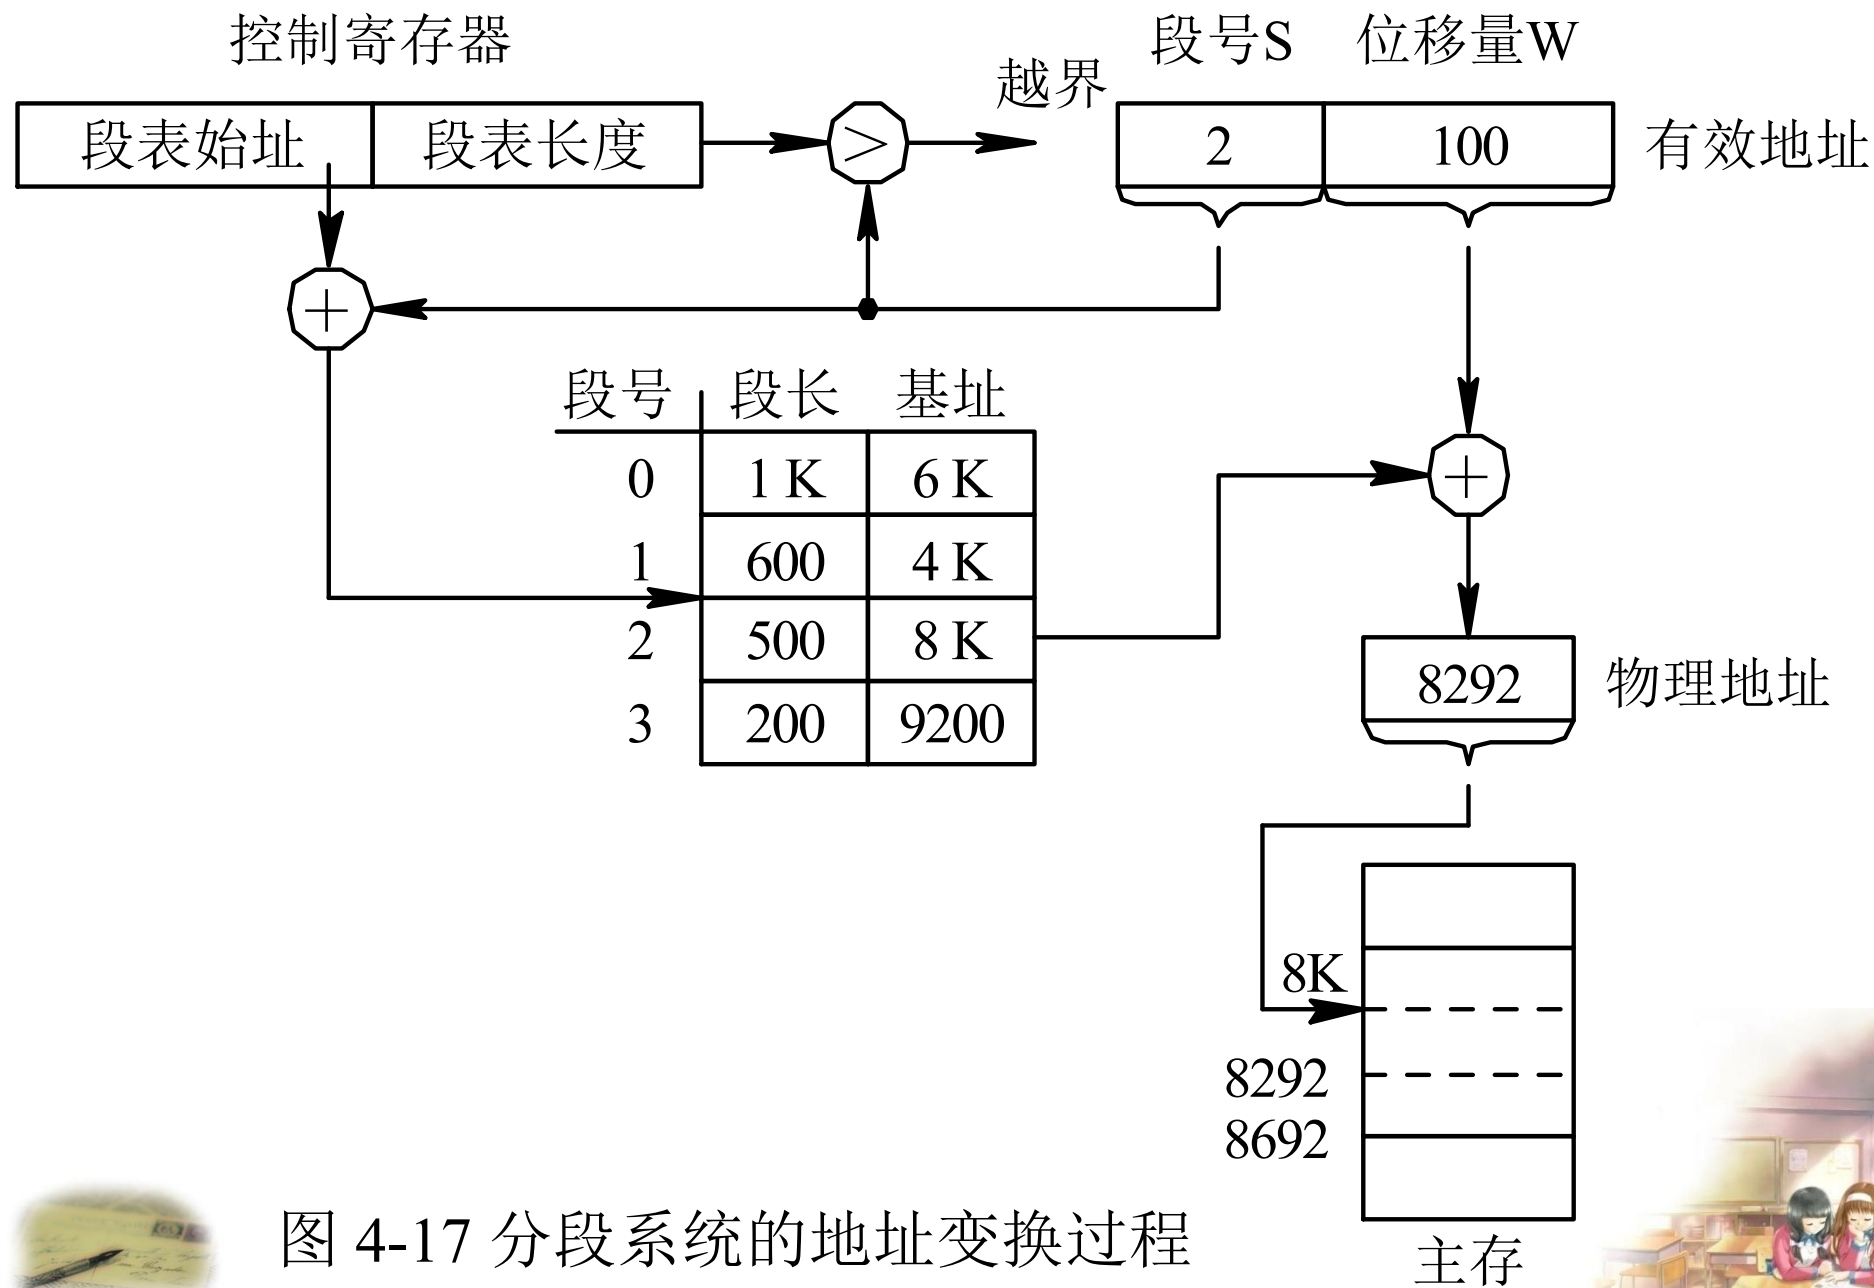 控制寄存器
段表始址 段表长度
>
越界
段号S 位移量W
2 100 有效地址
+
段号 段长 基址
0 1 K 6 K
1 600 4 K
2 500 8 K
3 200 9200
+
8292 物理地址
8K
8292
8692
主存
图 4-17 分段系统的地址变换过程